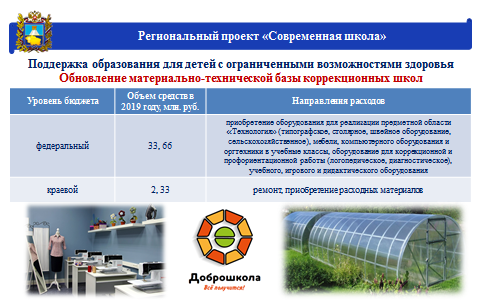 Региональный проект «Современная школа»
Поддержка образования для детей с ограниченными возможностями здоровья
Обновление материально-технической базы коррекционных школ
Уровень бюджета
Объем средств в
2019 году, млн. руб.
Направления расходов
федеральный
33, 66
приобретение оборудования для реализации предметной области
«Технология» (типографское, столярное, швейное оборудование,
сельскохозяйственное), мебели, компьютерного оборудования и
оргтехники в учебные классы, оборудование для коррекционной и
профориентационной работы (логопедическое, диагностическое),
учебного, игрового и дидактического оборудования
краевой
2, 33
ремонт, приобретение расходных материалов
Доброшкола
Всё получится!